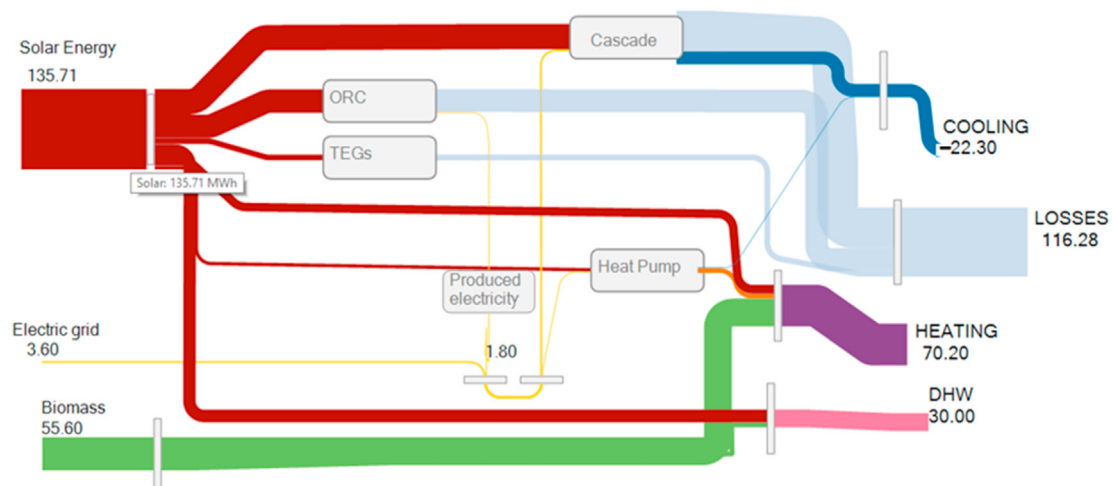 Solar Energy
135.71
Cascade
ORC
TEGs
Solar: 135.71 MWh
COOLING
–22.30
LOSSES
116.28
Heat Pump
Produced
electricity
Electric grid
3.60
1.80
HEATING
70.20
Biomass
55.60
DHW
30.00